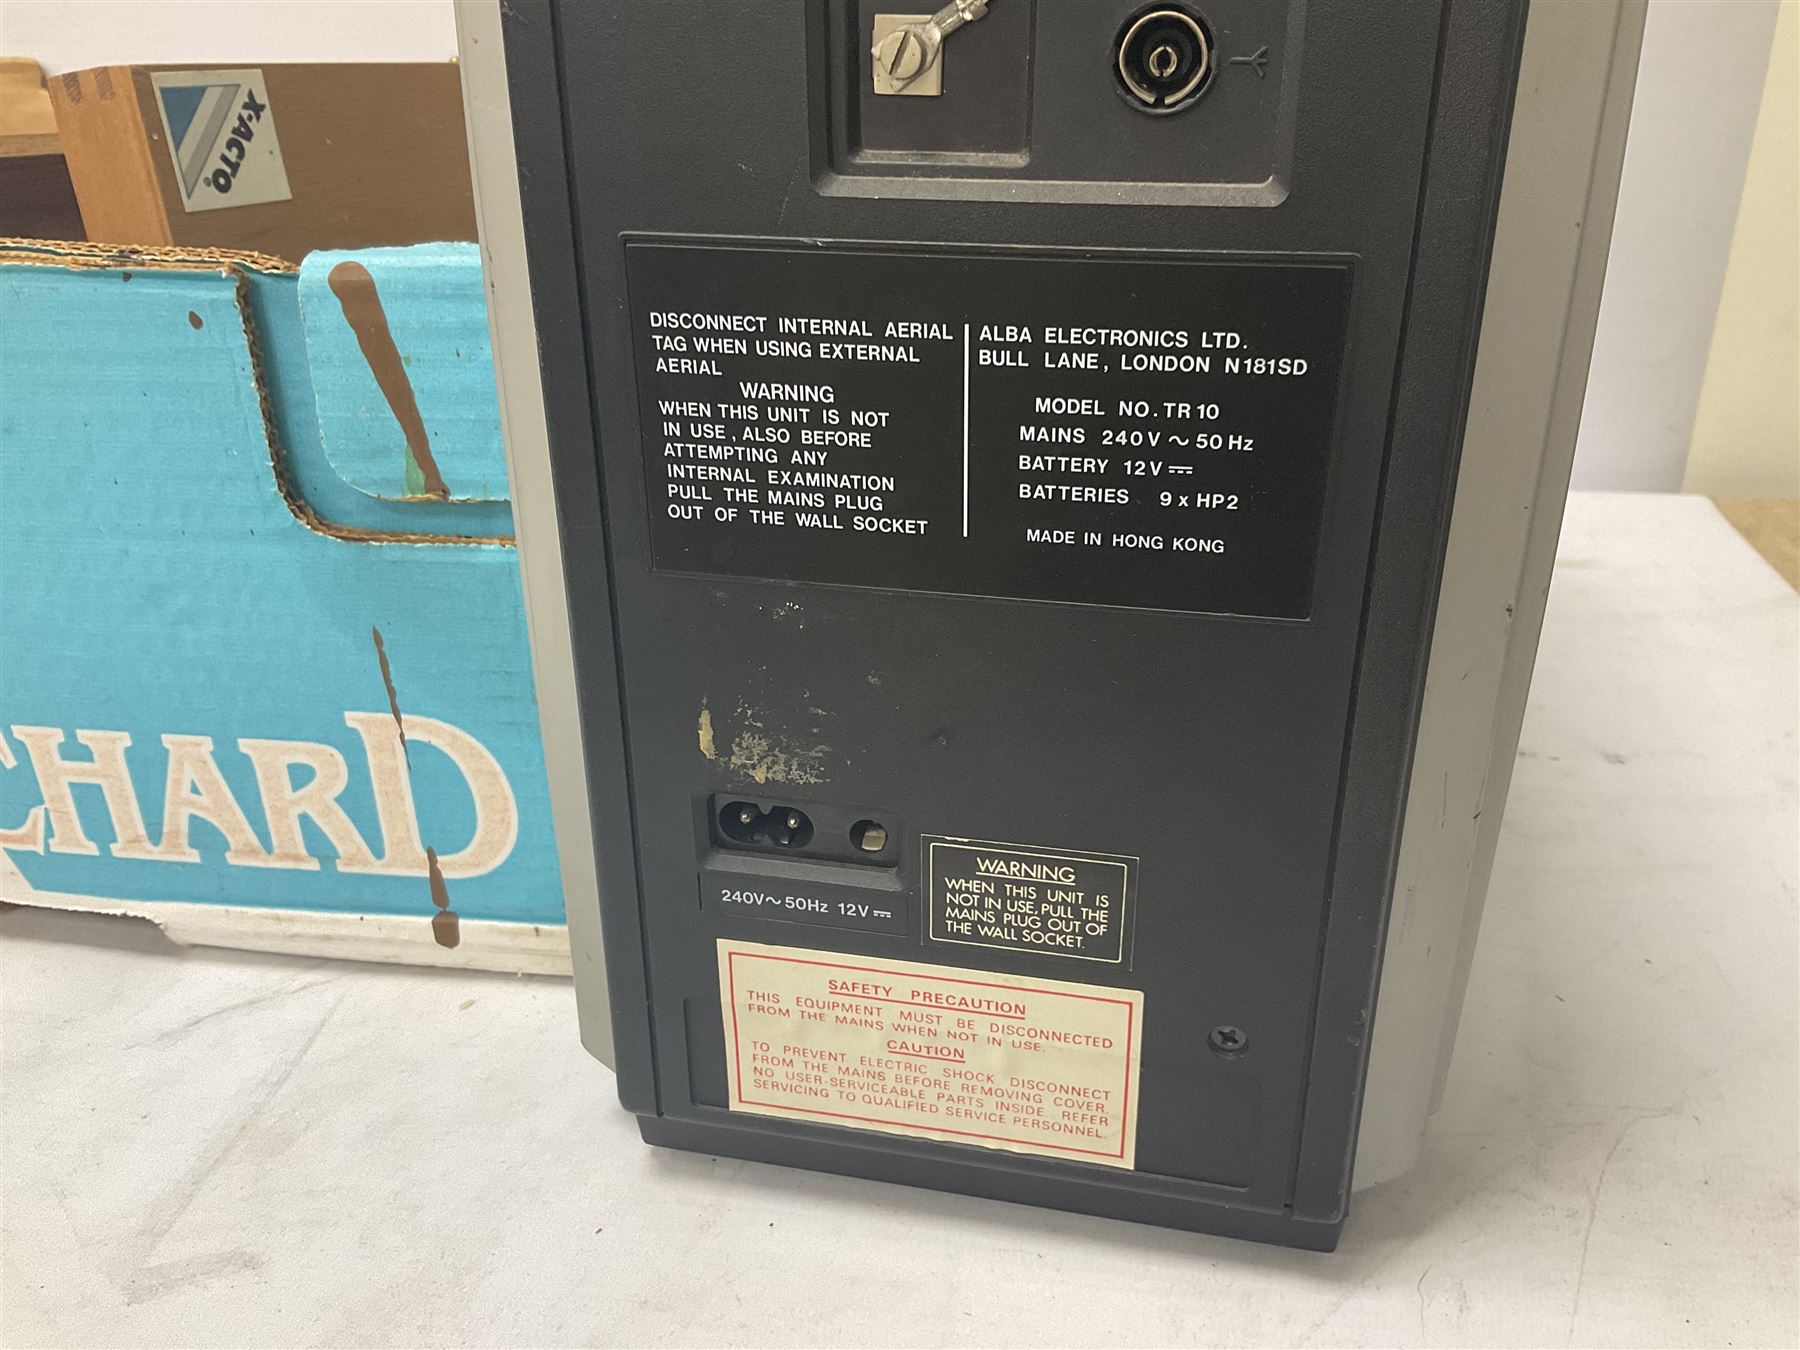 X-ACTO®
CHARD
DISCONNECT INTERNAL AERIAL
TAG WHEN USING EXTERNAL
AERIAL
WARNING
WHEN THIS UNIT IS NOT
IN USE, ALSO BEFORE
ATTEMPTING ANY
INTERNAL EXAMINATION
PULL THE MAINS PLUG
OUT OF THE WALL SOCKET
ALBA ELECTRONICS LTD.
BULL LANE, LONDON N181SD
MODEL NO. TR10
MAINS 240V ~ 50Hz
BATTERY 12V ⎓
BATTERIES 9 x HP2
MADE IN HONG KONG
240V~50Hz 12V ⎓
WARNING
WHEN THIS UNIT IS
NOT IN USE, PULL THE
MAINS PLUG OUT OF
THE WALL SOCKET.
SAFETY PRECAUTION
THIS EQUIPMENT MUST BE DISCONNECTED
FROM THE MAINS WHEN NOT IN USE.
CAUTION
TO PREVENT ELECTRIC SHOCK DISCONNECT
FROM THE MAINS BEFORE REMOVING COVER.
NO USER-SERVICEABLE PARTS INSIDE. REFER
SERVICING TO QUALIFIED SERVICE PERSONNEL.